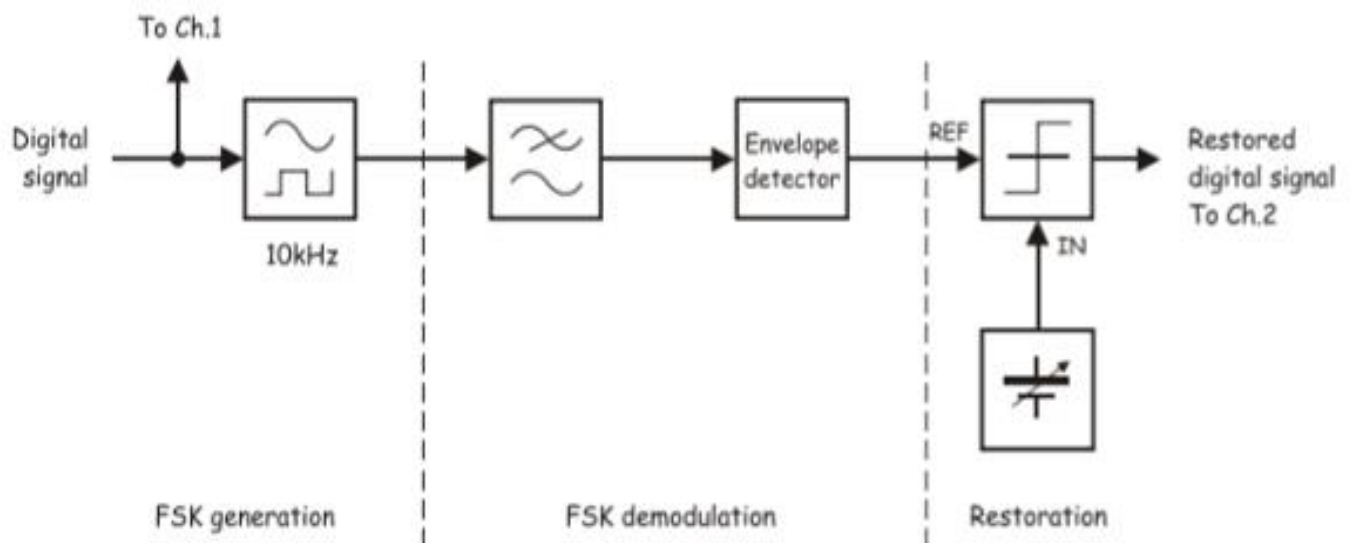 To Ch.1
Digital
signal
10kHz
Envelope
detector
REF
IN
Restored
digital signal
To Ch.2
FSK generation
FSK demodulation
Restoration